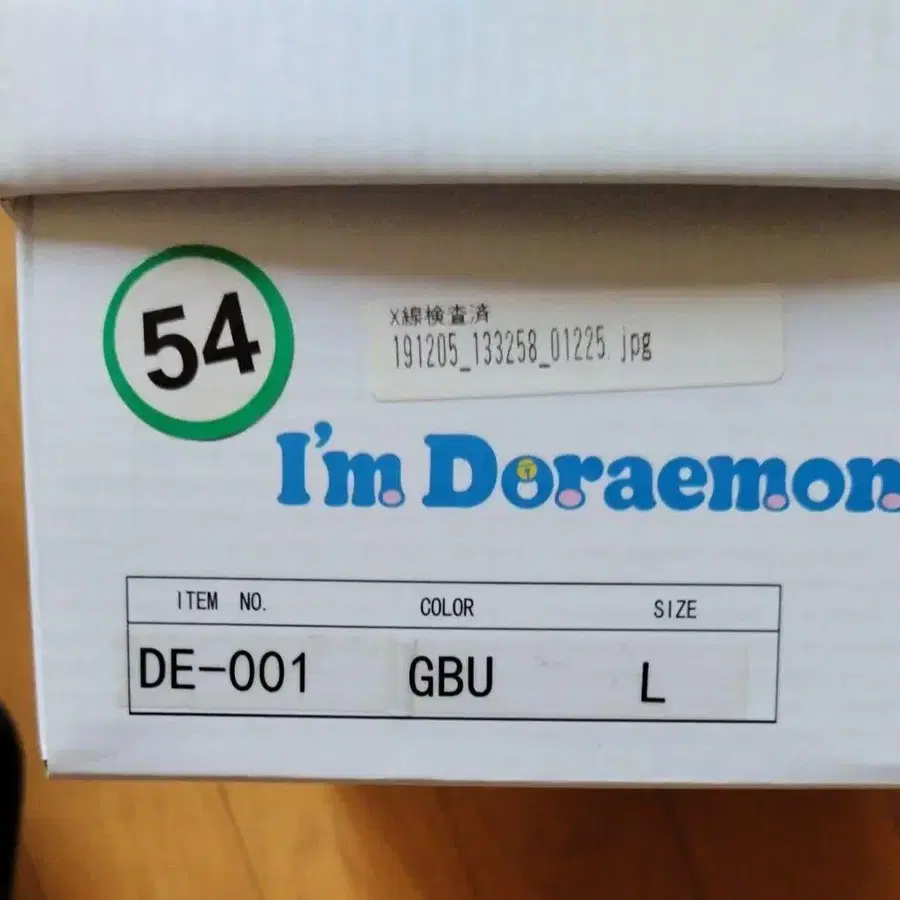 54
X線検査済
191205_133258_01225.jpg
I'm Doraemon
ITEM NO. COLOR SIZE
DE-001 GBU L